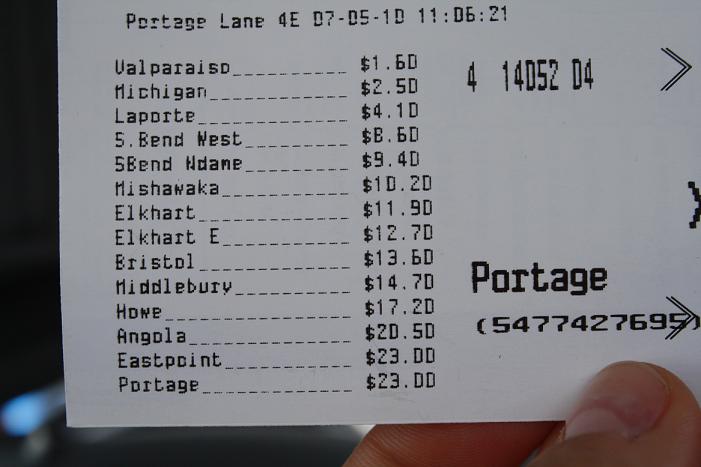 Portage Lane 4E 07-05-10 11:06:21
Valparaiso__________ $1.60
Michigan____________ $2.50
Laporte_____________ $4.10
S.Bend West_________ $8.60
SBend Ndame_________ $9.40
Mishawaka___________ $10.20
Elkhart_____________ $11.90
Elkhart E___________ $12.70
Bristol_____________ $13.60
Middlebury__________ $14.70
Howe________________ $17.20
Angola______________ $20.50
Eastpoint___________ $23.00
Portage_____________ $23.00
4 14052 04
Portage
(5477427695)